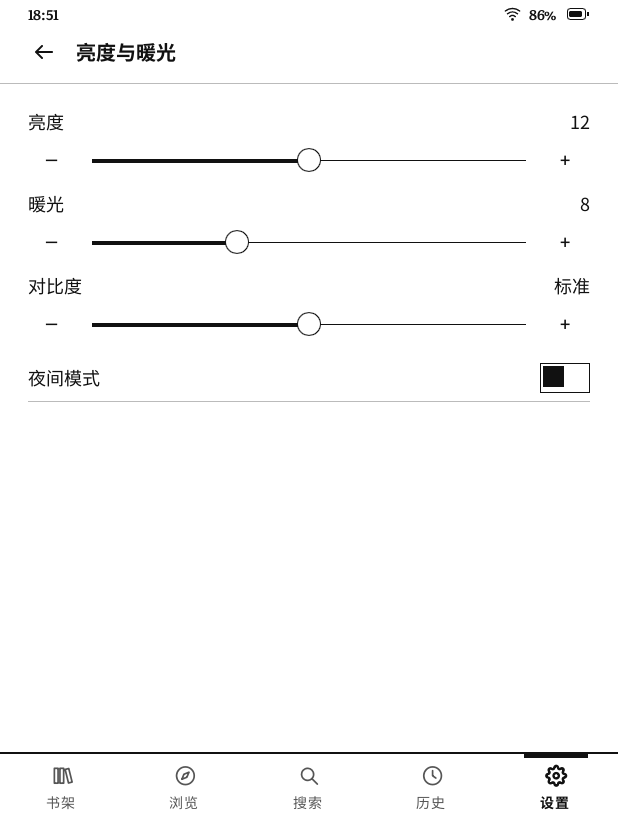 18:51 86%
亮度与暖光
亮度 12
− +
暖光 8
− +
对比度 标准
− +
夜间模式
书架 浏览 搜索 历史 设置